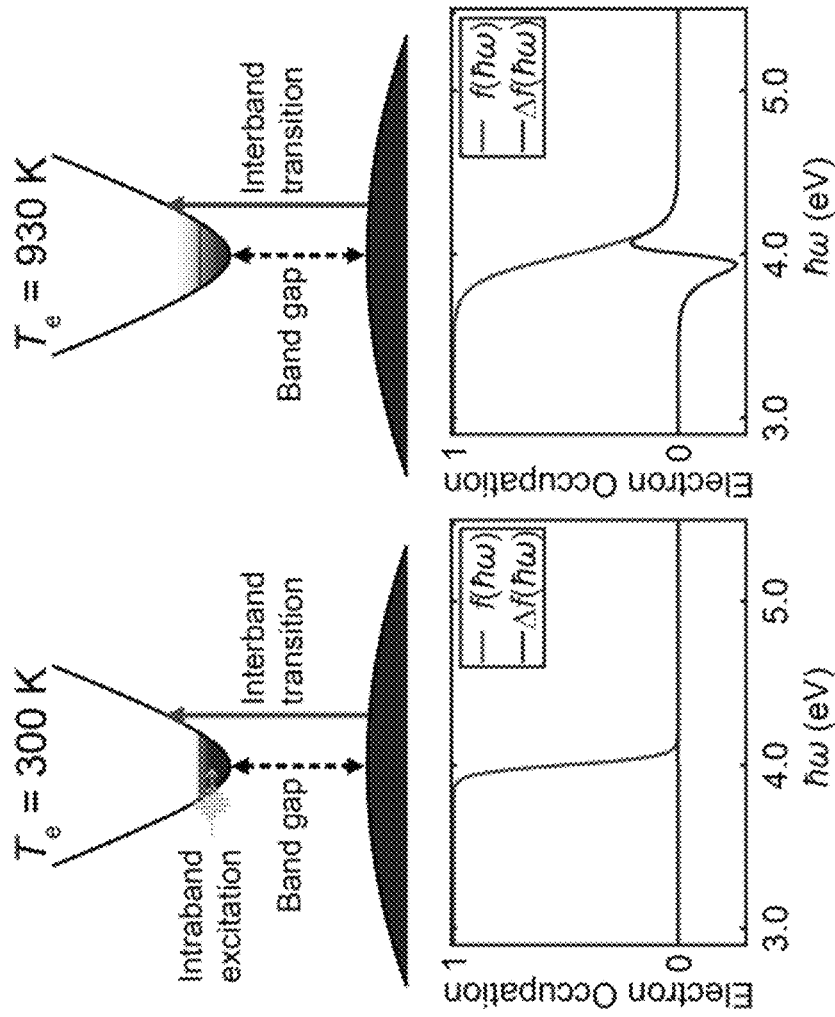 Tₑ = 300 K
Intraband
excitation
Interband
transition
Band gap
Electron Occupation
1
0
f(ħω)
Δf(ħω)
3.0
4.0
5.0
ħω (eV)
Tₑ = 930 K
Interband
transition
Band gap
Electron Occupation
1
0
f(ħω)
Δf(ħω)
3.0
4.0
5.0
ħω (eV)